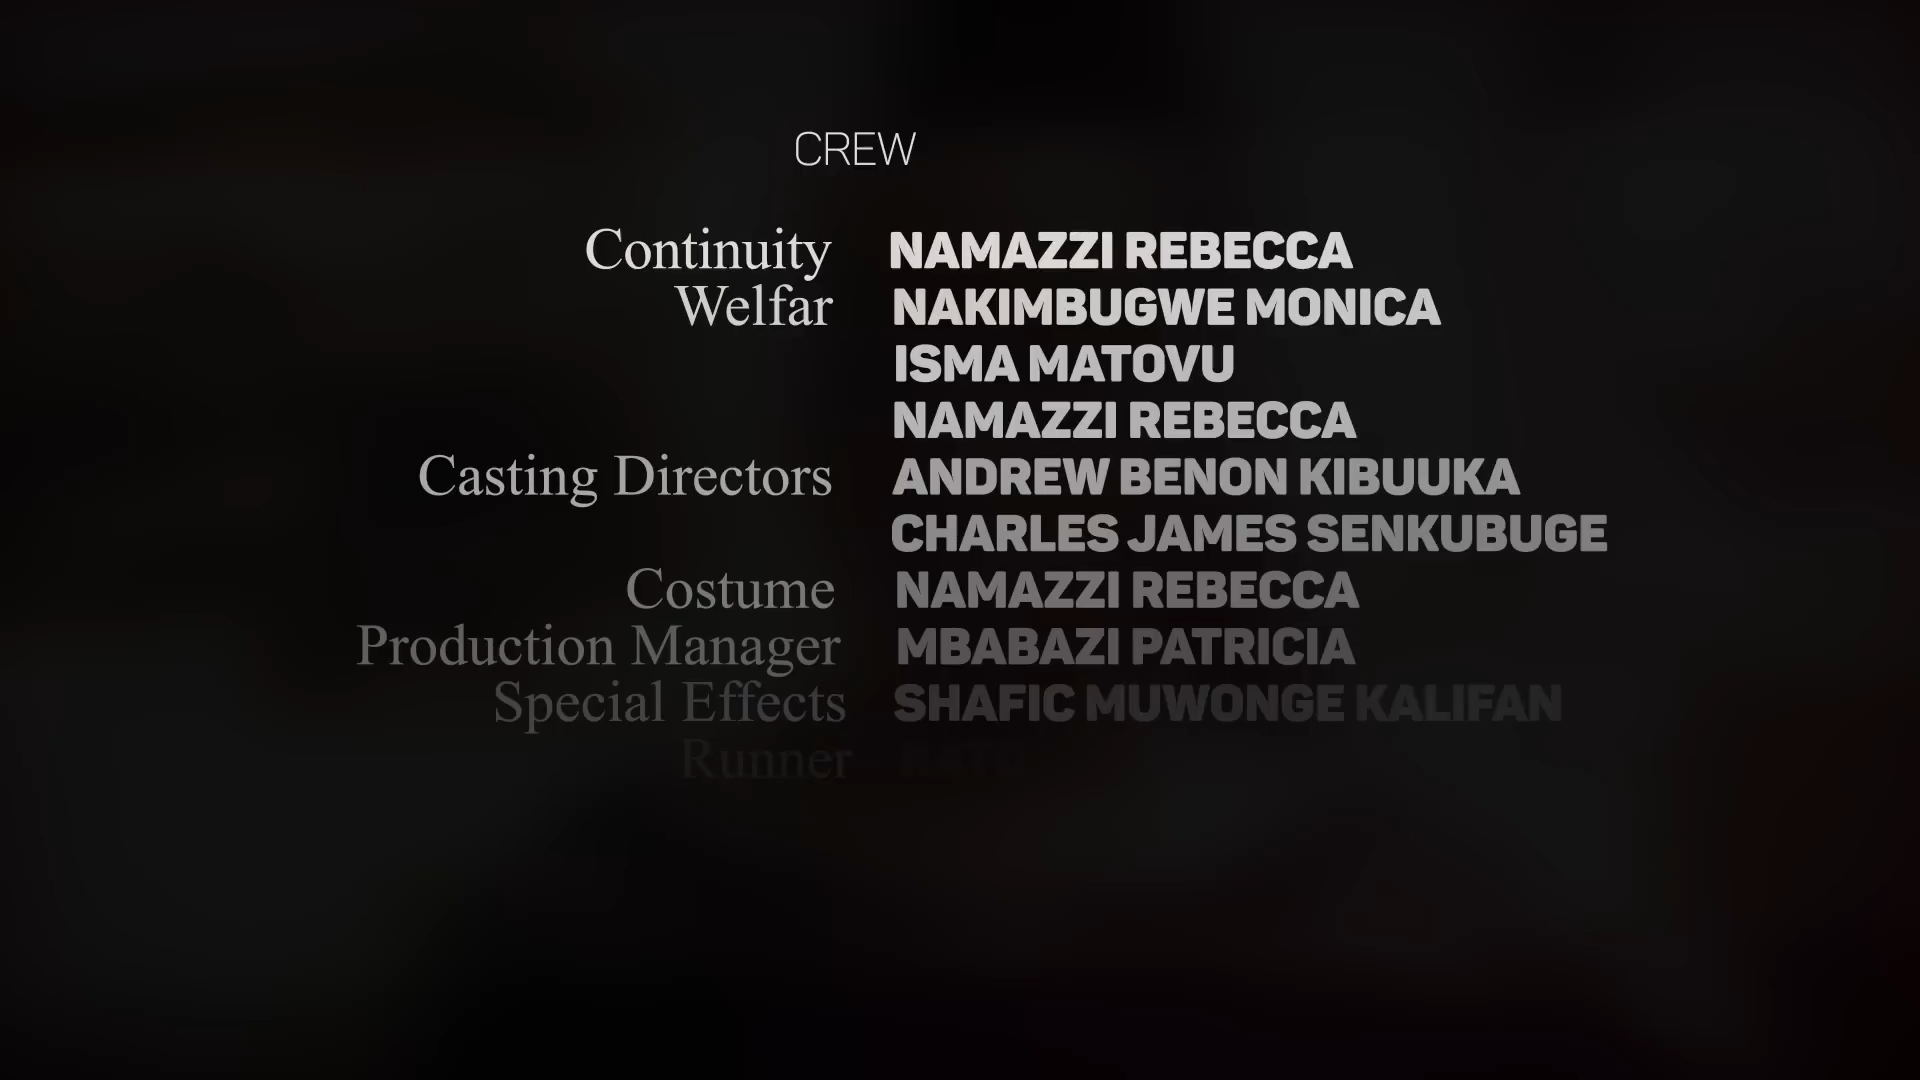 CREW
Continuity NAMAZZI REBECCA
Welfar NAKIMBUGWE MONICA
ISMA MATOVU
NAMAZZI REBECCA
Casting Directors ANDREW BENON KIBUUKA
CHARLES JAMES SENKUBUGE
Costume NAMAZZI REBECCA
Production Manager MBABAZI PATRICIA
Special Effects SHAFIC MUWONGE KALIFAN
Runner